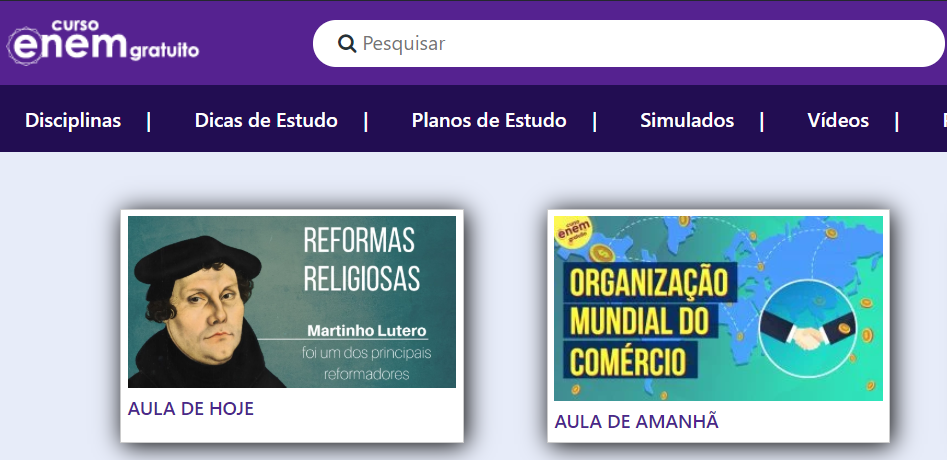 curso
enem gratuito
Pesquisar
Disciplinas | Dicas de Estudo | Planos de Estudo | Simulados | Vídeos |
REFORMAS
RELIGIOSAS
Martinho Lutero
foi um dos principais
reformadores
AULA DE HOJE
curso
enem
gratuito
ORGANIZAÇÃO
MUNDIAL DO
COMÉRCIO
AULA DE AMANHÃ